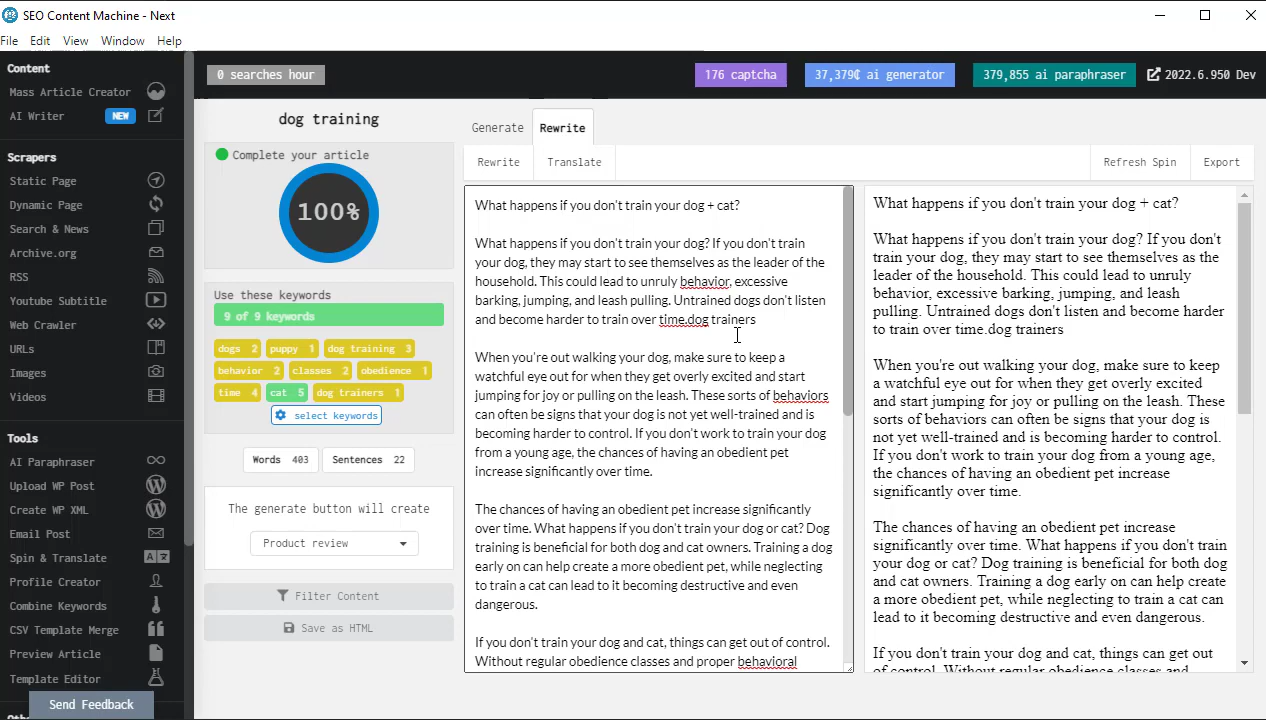 SEO Content Machine - Next
File Edit View Window Help
Content
Mass Article Creator
AI Writer NEW
Scrapers
Static Page
Dynamic Page
Search & News
Archive.org
RSS
Youtube Subtitle
Web Crawler
URLs
Images
Videos
Tools
AI Paraphraser
Upload WP Post
Create WP XML
Email Post
Spin & Translate
Profile Creator
Combine Keywords
CSV Template Merge
Preview Article
Template Editor
Send Feedback
0 searches hour
176 captcha
37,379₵ ai generator
379,855 ai paraphraser
2022.6.950 Dev
dog training
Complete your article
100%
Use these keywords
9 of 9 keywords
dogs 2 puppy 1 dog training 3
behavior 2 classes 2 obedience 1
time 4 cat 5 dog trainers 1
select keywords
Words 403 Sentences 22
The generate button will create
Product review
Filter Content
Save as HTML
Generate Rewrite
Rewrite Translate
Refresh Spin Export
What happens if you don't train your dog + cat?
What happens if you don't train your dog? If you don't train
your dog, they may start to see themselves as the leader of the
household. This could lead to unruly behavior, excessive
barking, jumping, and leash pulling. Untrained dogs don't listen
and become harder to train over time.dog trainers
When you're out walking your dog, make sure to keep a
watchful eye out for when they get overly excited and start
jumping for joy or pulling on the leash. These sorts of behaviors
can often be signs that your dog is not yet well-trained and is
becoming harder to control. If you don't work to train your dog
from a young age, the chances of having an obedient pet
increase significantly over time.
The chances of having an obedient pet increase significantly
over time. What happens if you don't train your dog or cat? Dog
training is beneficial for both dog and cat owners. Training a dog
early on can help create a more obedient pet, while neglecting
to train a cat can lead to it becoming destructive and even
dangerous.
If you don't train your dog and cat, things can get out of control.
Without regular obedience classes and proper behavioral
What happens if you don't train your dog + cat?
What happens if you don't train your dog? If you don't
train your dog, they may start to see themselves as the
leader of the household. This could lead to unruly
behavior, excessive barking, jumping, and leash
pulling. Untrained dogs don't listen and become harder
to train over time.dog trainers
When you're out walking your dog, make sure to keep
a watchful eye out for when they get overly excited
and start jumping for joy or pulling on the leash. These
sorts of behaviors can often be signs that your dog is
not yet well-trained and is becoming harder to control.
If you don't work to train your dog from a young age,
the chances of having an obedient pet increase
significantly over time.
The chances of having an obedient pet increase
significantly over time. What happens if you don't train
your dog or cat? Dog training is beneficial for both dog
and cat owners. Training a dog early on can help create
a more obedient pet, while neglecting to train a cat can
lead to it becoming destructive and even dangerous.
If you don't train your dog and cat, things can get out
of control. Without regular obedience classes and